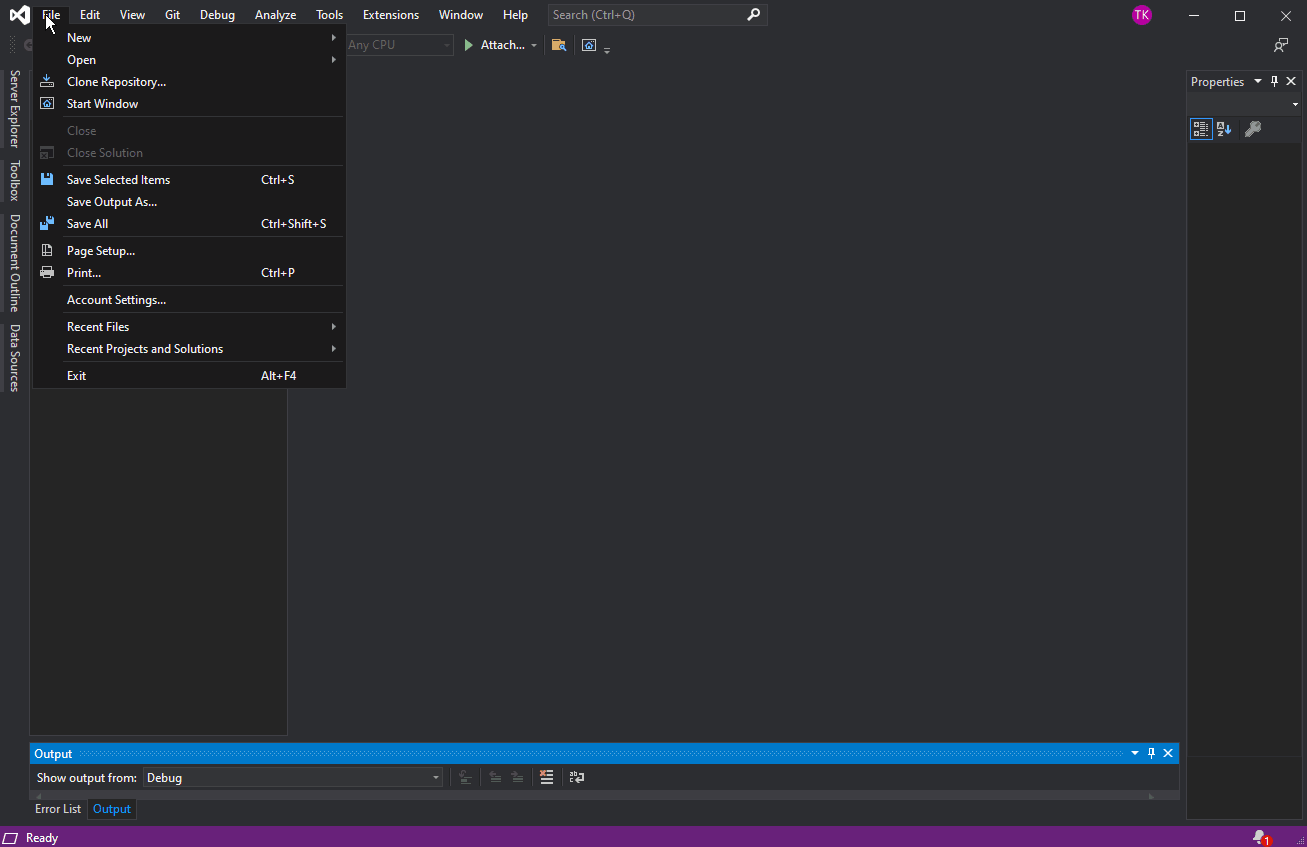 File Edit View Git Debug Analyze Tools Extensions Window Help Search (Ctrl+Q) TK
Any CPU Attach...
New
Open
Clone Repository...
Start Window
Close
Close Solution
Save Selected Items Ctrl+S
Save Output As...
Save All Ctrl+Shift+S
Page Setup...
Print... Ctrl+P
Account Settings...
Recent Files
Recent Projects and Solutions
Exit Alt+F4
Server Explorer
Toolbox
Document Outline
Data Sources
Properties
Output
Show output from: Debug
Error List Output
Ready 1